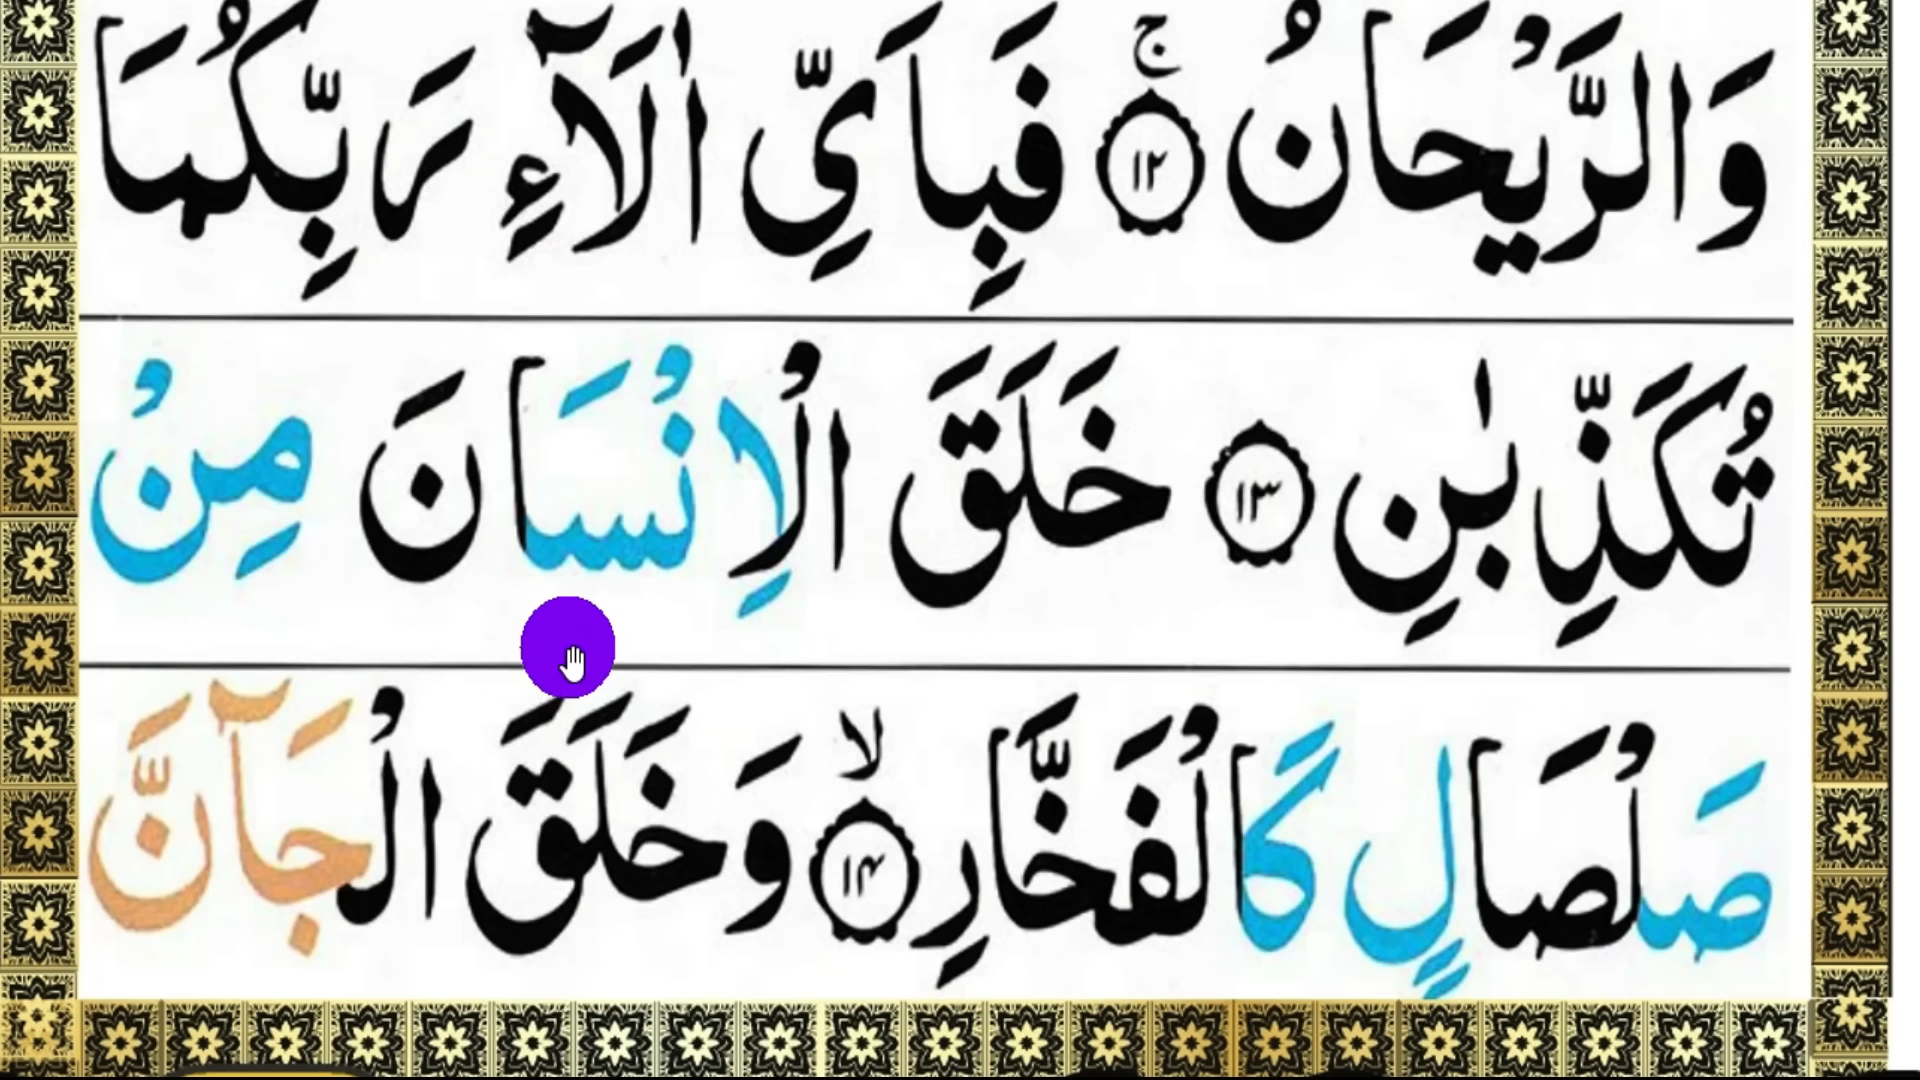 وَالرَّيْحَانُ ۚ ۝۱۲ فَبِاَيِّ اٰلَآءِ رَبِّكُمَا
تُكَذِّبٰنِ ۝۱۳ خَلَقَ الْاِنْسَانَ مِنْ
صَلْصَالٍ كَالْفَخَّارِ ۙ ۝۱۴ وَخَلَقَ الْجَآنَّ